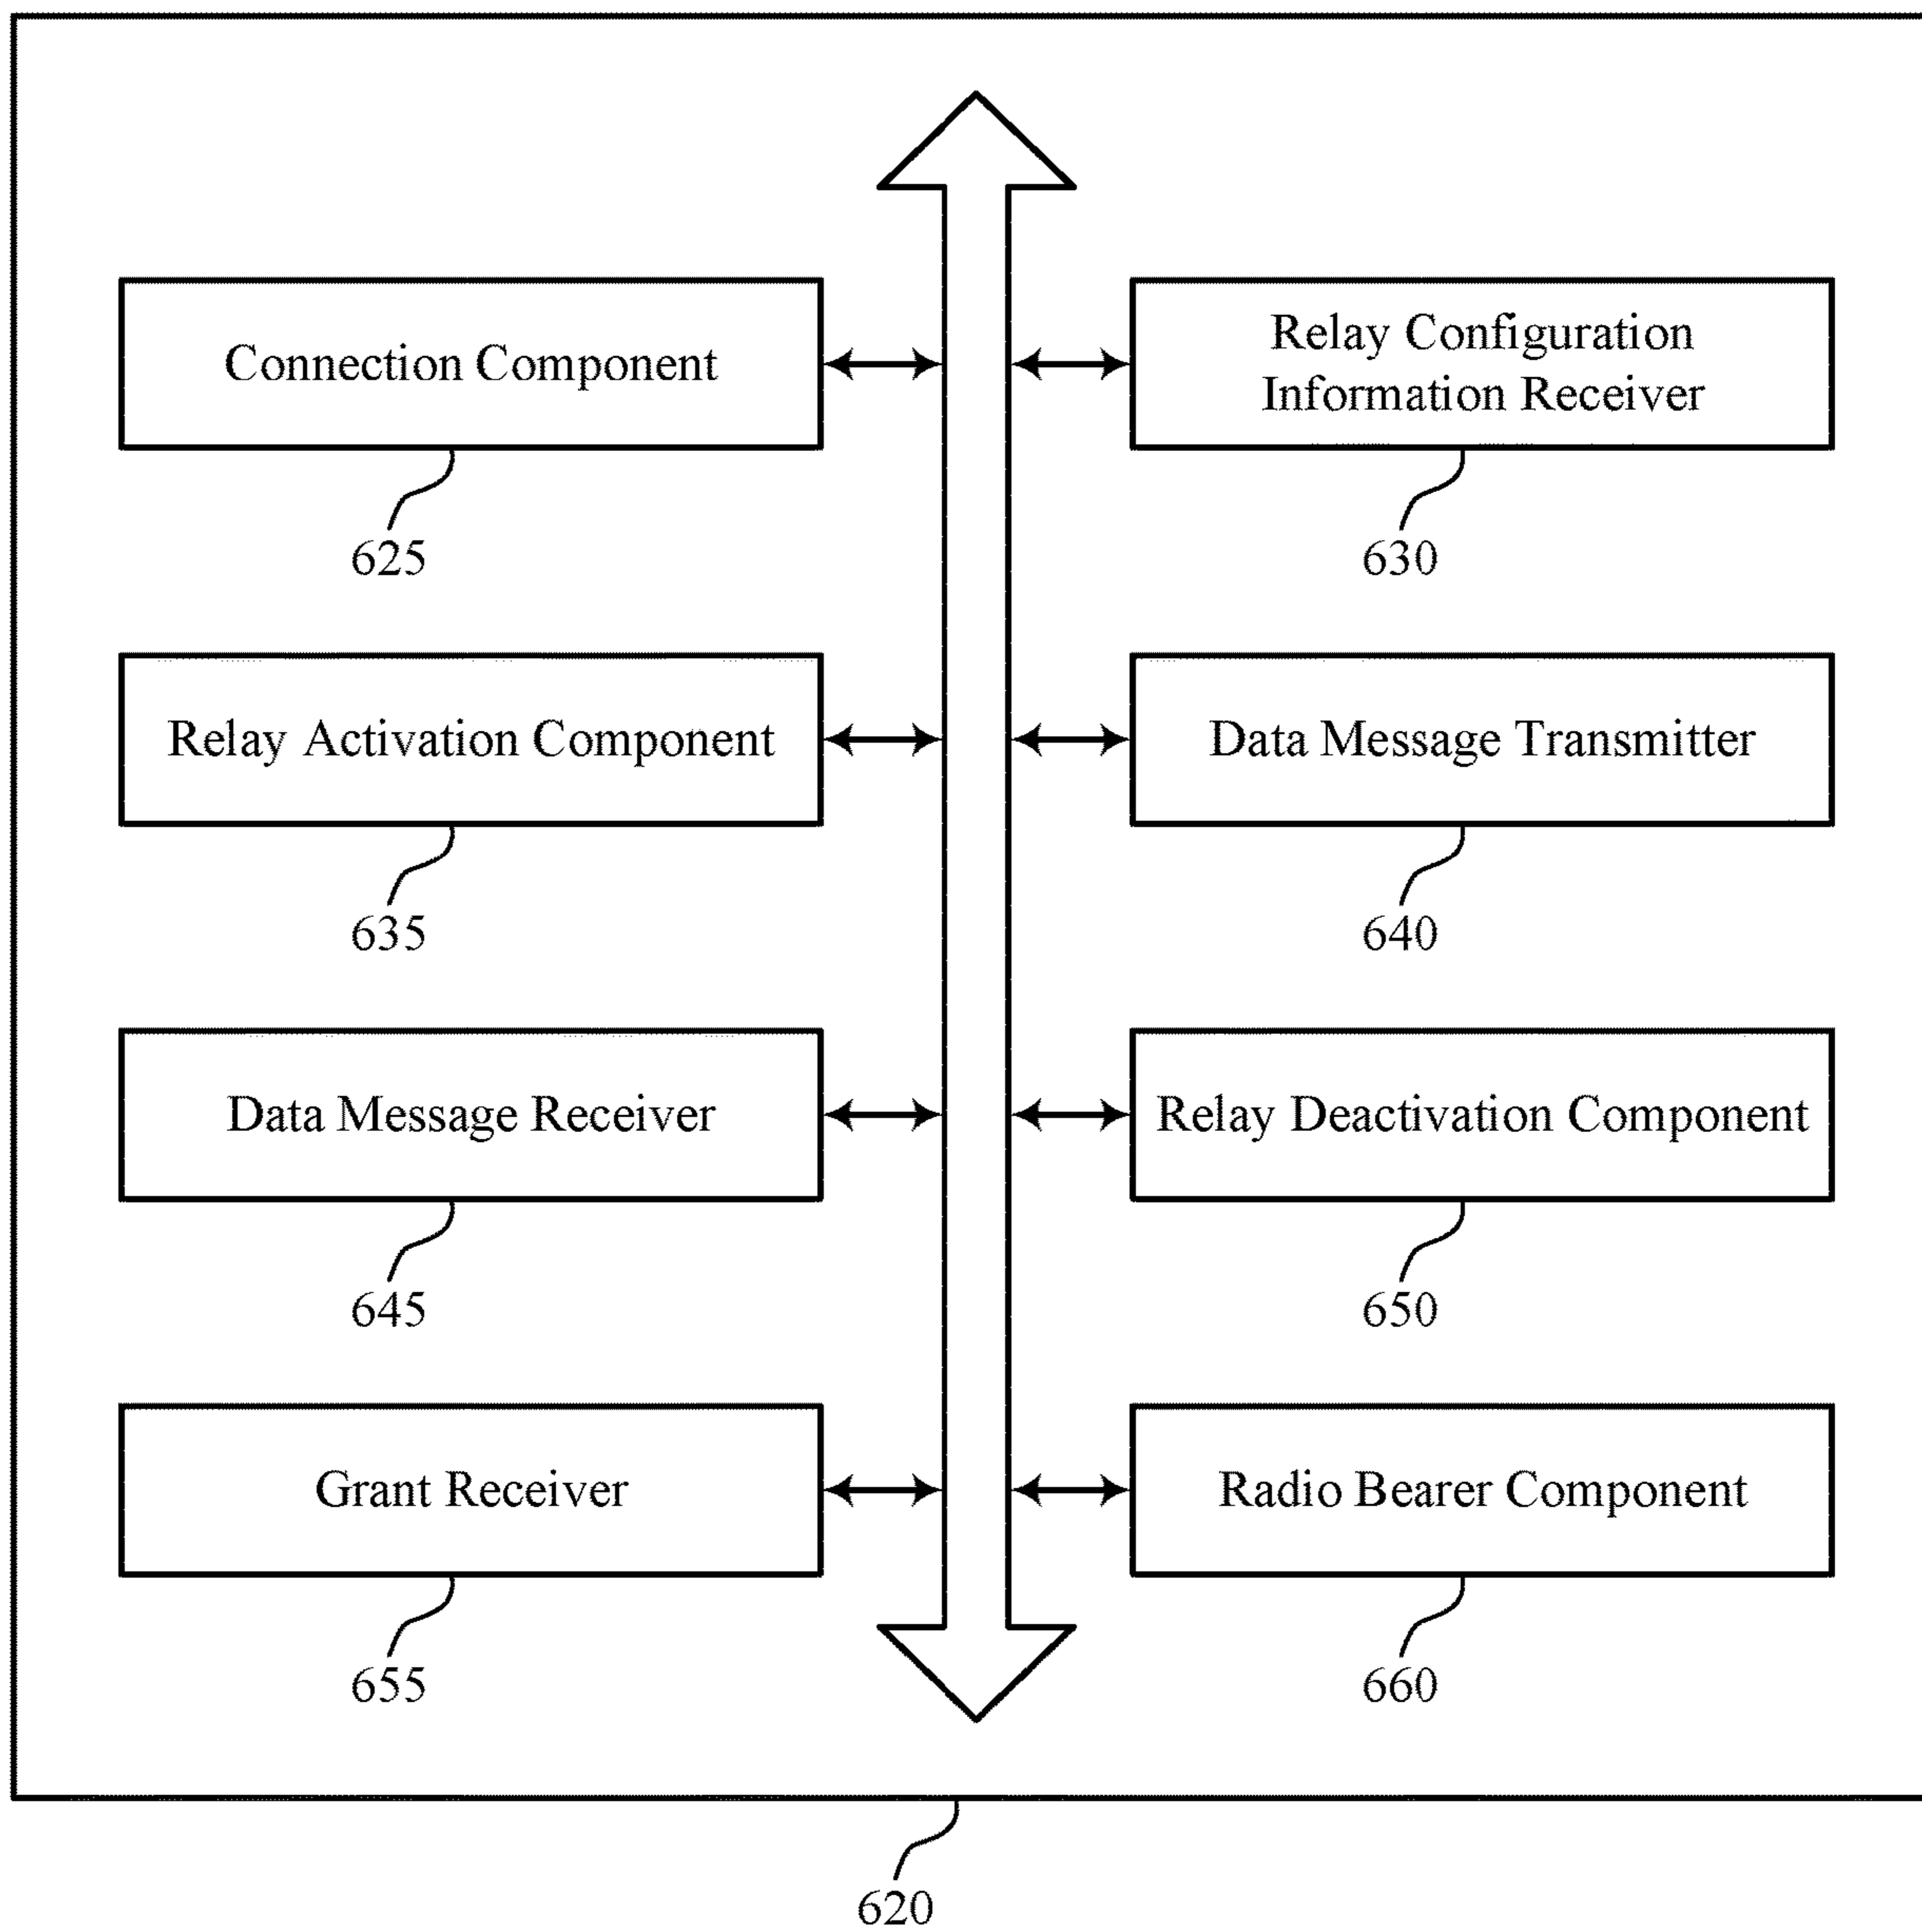 Connection Component
625
Relay Configuration
Information Receiver
630
Relay Activation Component
635
Data Message Transmitter
640
Data Message Receiver
645
Relay Deactivation Component
650
Grant Receiver
655
Radio Bearer Component
660
620